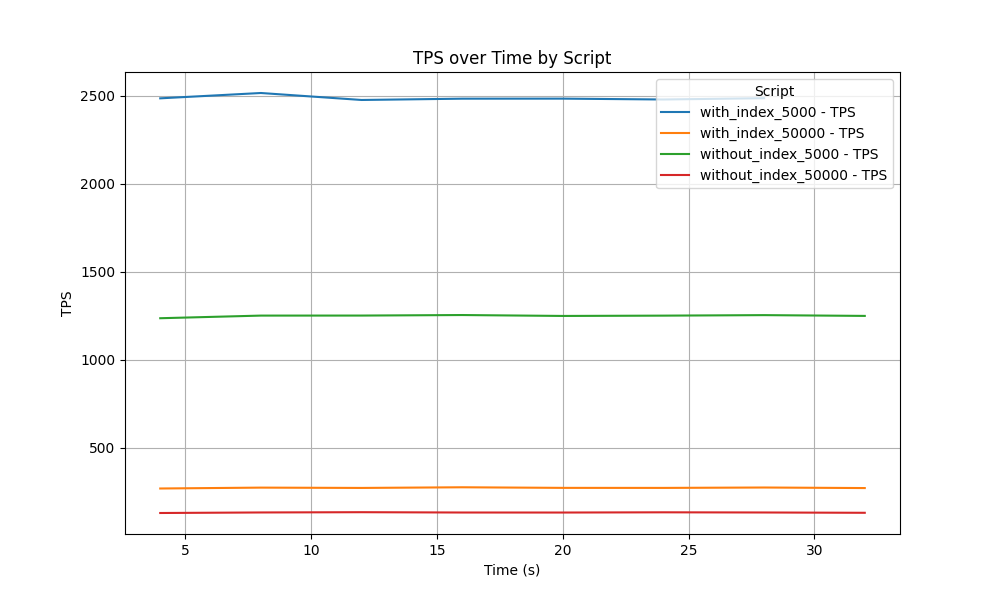 TPS over Time by Script
TPS
2500
2000
1500
1000
500
Script
with_index_5000 - TPS
with_index_50000 - TPS
without_index_5000 - TPS
without_index_50000 - TPS
5 10 15 20 25 30
Time (s)